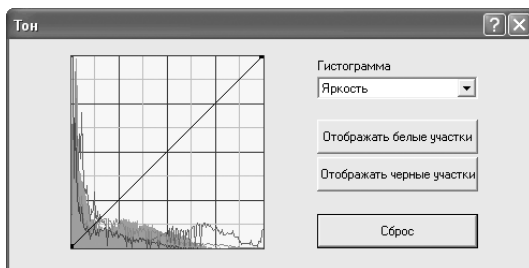 Тон
Гистограмма
Яркость
Отображать белые участки
Отображать черные участки
Сброс